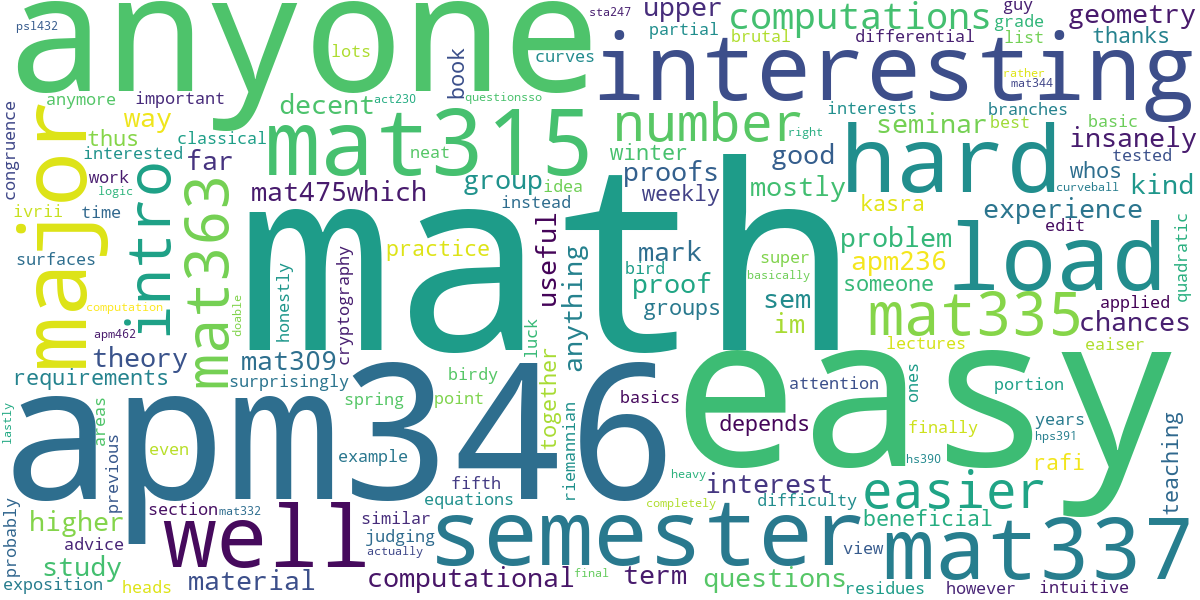 psl432
anyone
sta247
upper
guy
computations
grade
geometry
partial
brutal
differential
list
thanks
lots
curves
book
interesting
rather
mat344
anymore
important
decent
act230
questionsso
interests
branches
congruence
major
way
mat315
number
right
seminar
best
basic
insanely
thus
classical
neat
winter
good
hard
tested
interested
far
work
logic
intro
mat363
mat475which
group
idea
instead
proofs
weekly
mostly
whos
curveball
kind
kasra
experience
edit
ivrii
time
math
useful
anything
mark
bird
proof
groups
super
basically
sem
im
problem
apm236
someone
load
quadratic
surfaces
practice
honestly
cryptography
computation
doable
apm462
mat335
applied
chances
theory
mat309
luck
together
lectures
eaiser
requirements
surprisingly
birdy
spring
point
easy
basics
attention
ones
portion
depends
years
hps391
finally
lastly
areas
apm346
previous
even
example
riemannian
fifth
equations
heavy
completely
interest
difficulty
hs390
rafi
teaching
probably
section
mat332
higher
well
similar
judging
actually
semester
easier
beneficial
view
mat337
advice
study
exposition
heads
material
computational
final
term
questions
residues
however
intuitive